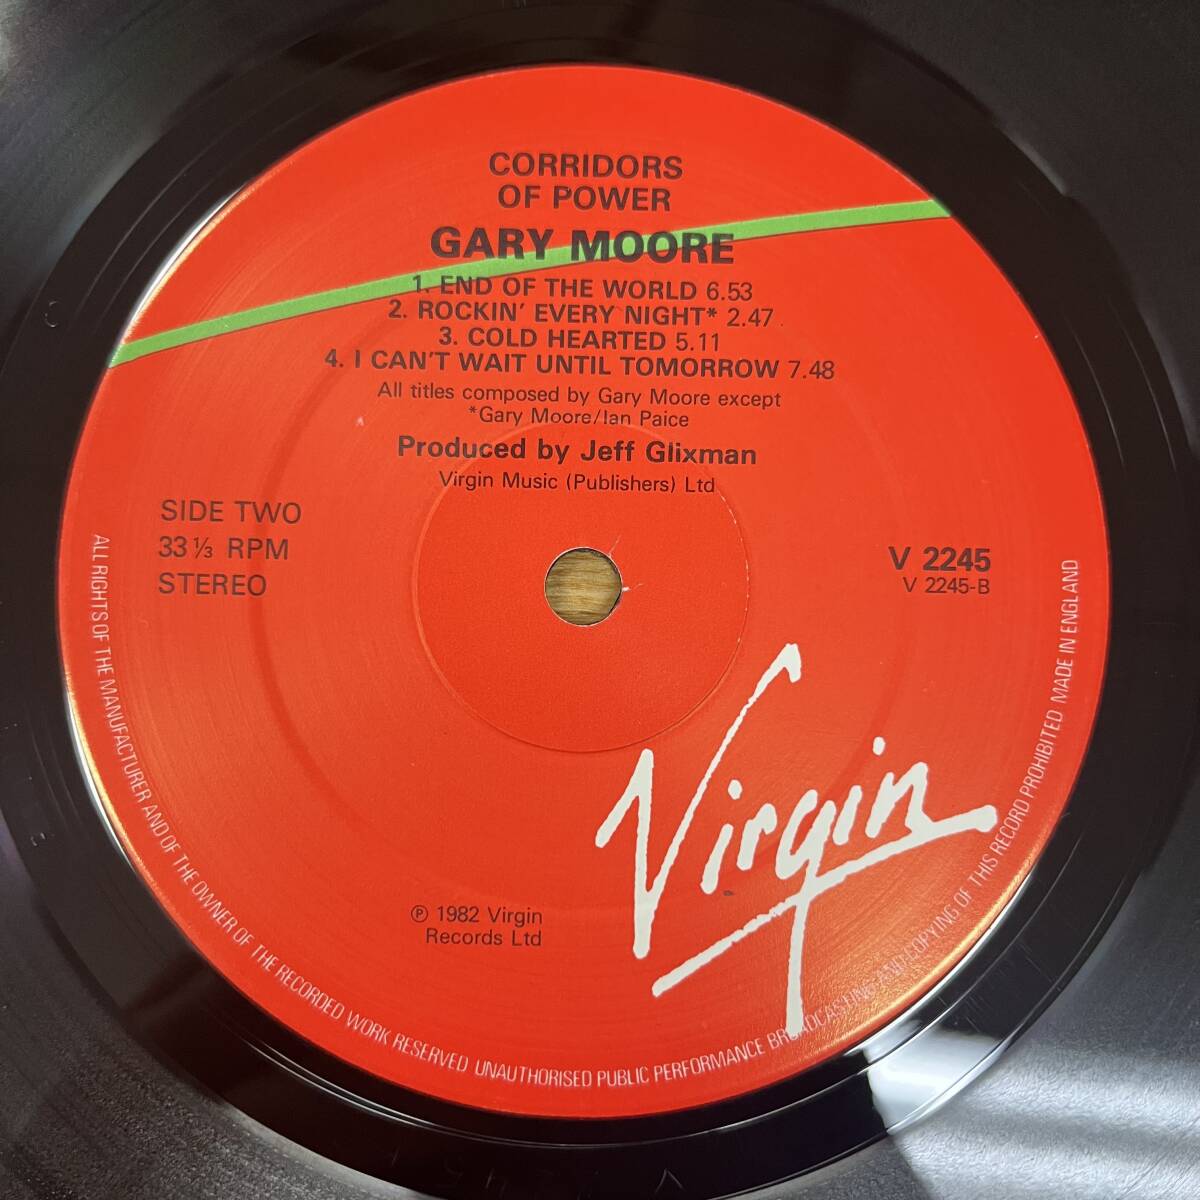 CORRIDORS
OF POWER
GARY MOORE
1. END OF THE WORLD 6.53
2. ROCKIN' EVERY NIGHT* 2.47
3. COLD HEARTED 5.11
4. I CAN'T WAIT UNTIL TOMORROW 7.48
All titles composed by Gary Moore except
*Gary Moore/Ian Paice
Produced by Jeff Glixman
Virgin Music (Publishers) Ltd
SIDE TWO
33 ⅓ RPM
STEREO
V 2245
V 2245-B
Virgin
℗ 1982 Virgin
Records Ltd
ALL RIGHTS OF THE MANUFACTURER AND OF THE OWNER OF THE RECORDED WORK RESERVED UNAUTHORISED PUBLIC PERFORMANCE BROADCASTING AND COPYING OF THIS RECORD PROHIBITED MADE IN ENGLAND